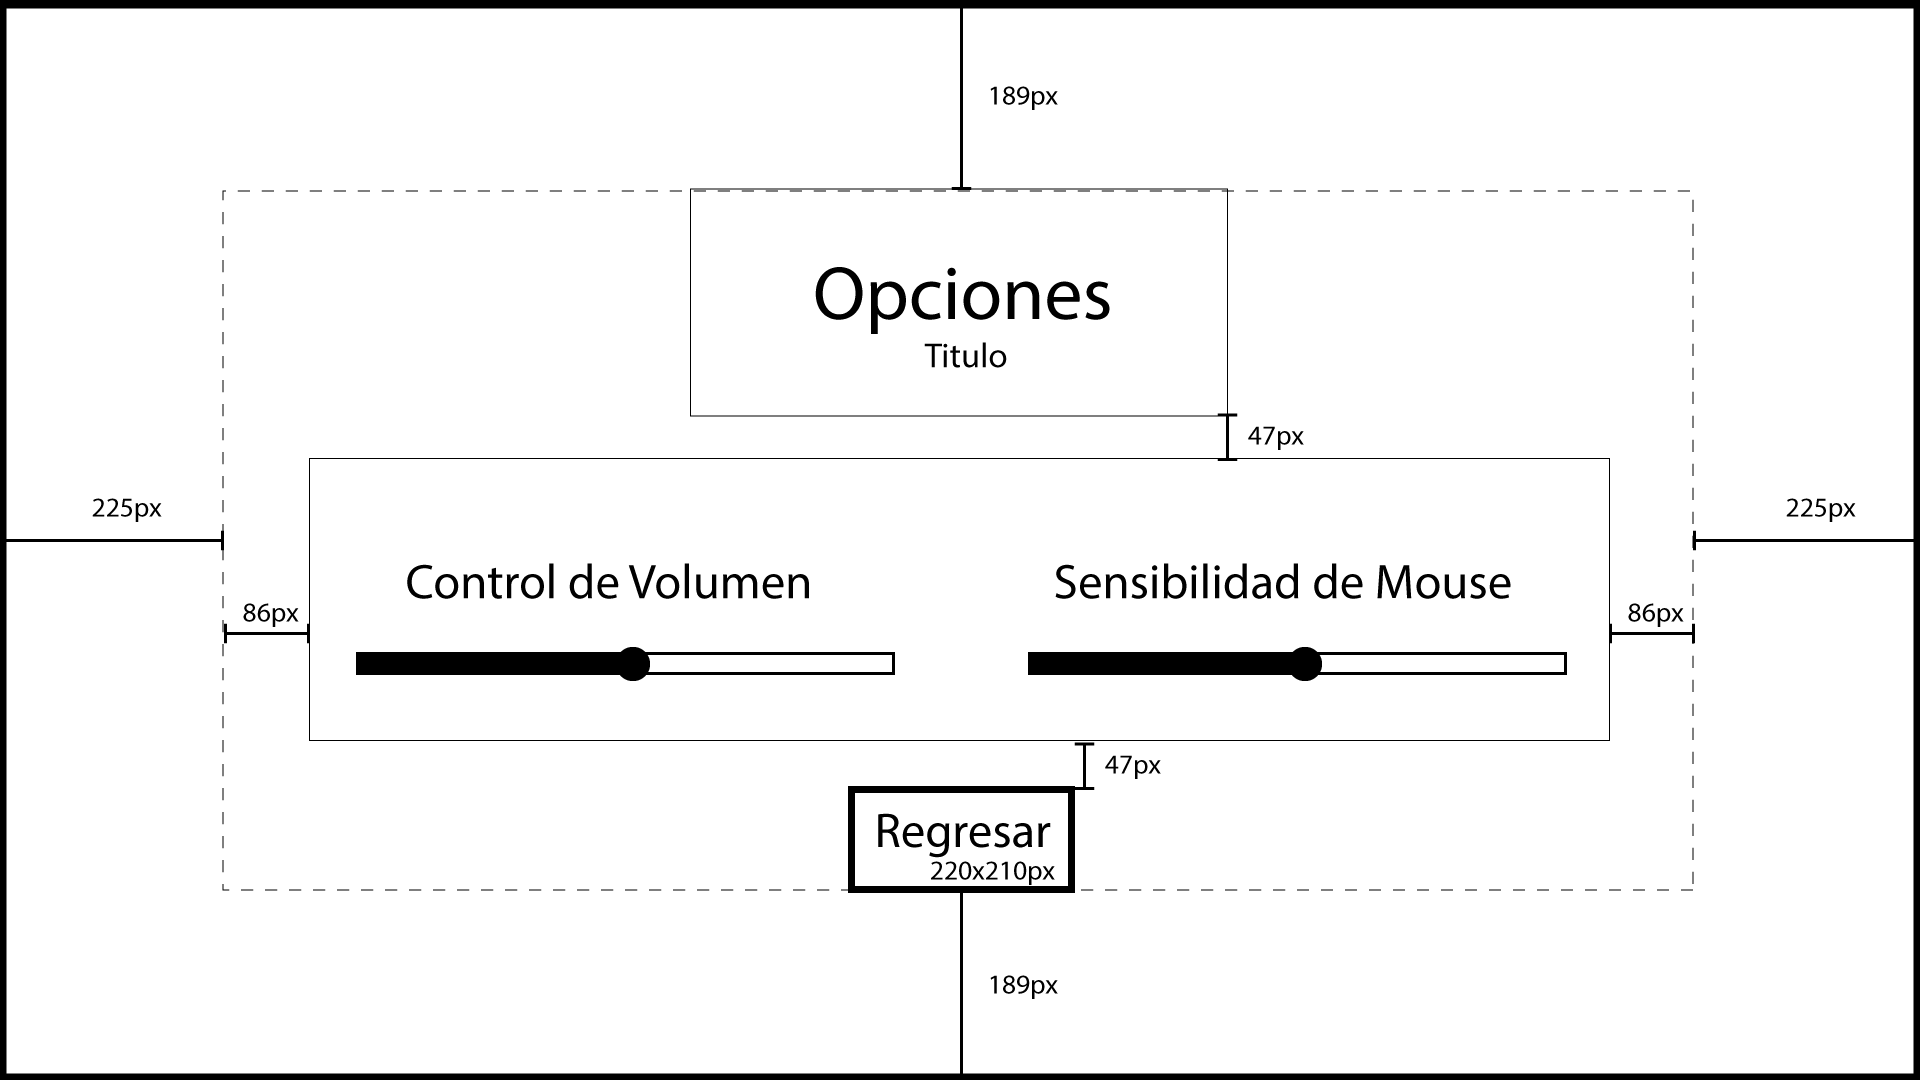 189px
Opciones
Titulo
47px
225px
225px
Control de Volumen
Sensibilidad de Mouse
86px
86px
47px
Regresar
220x210px
189px